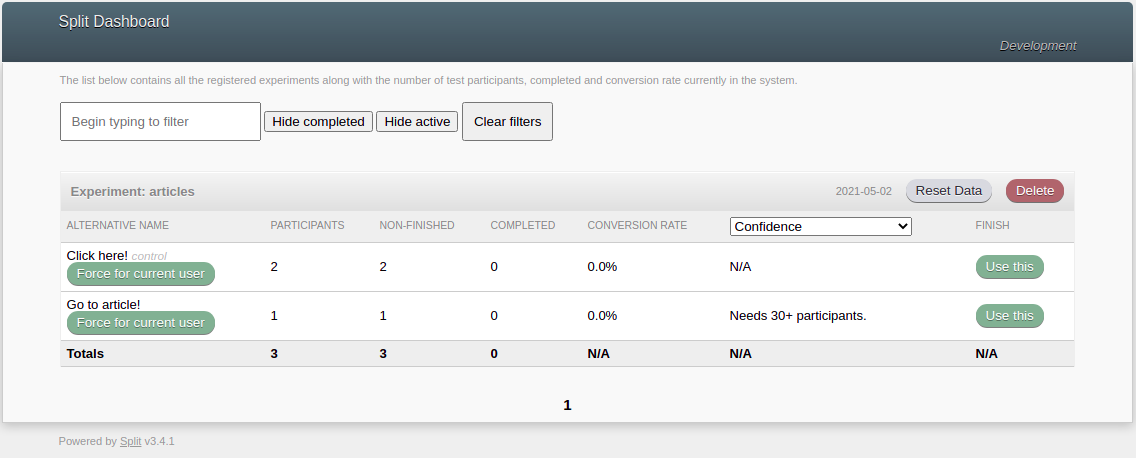 Split Dashboard
Development
The list below contains all the registered experiments along with the number of test participants, completed and conversion rate currently in the system.
Begin typing to filter Hide completed Hide active Clear filters
Experiment: articles 2021-05-02 Reset Data Delete
ALTERNATIVE NAME PARTICIPANTS NON-FINISHED COMPLETED CONVERSION RATE Confidence FINISH
Click here! control
Force for current user 2 2 0 0.0% N/A Use this
Go to article!
Force for current user 1 1 0 0.0% Needs 30+ participants. Use this
Totals 3 3 0 N/A N/A N/A
1
Powered by Split v3.4.1